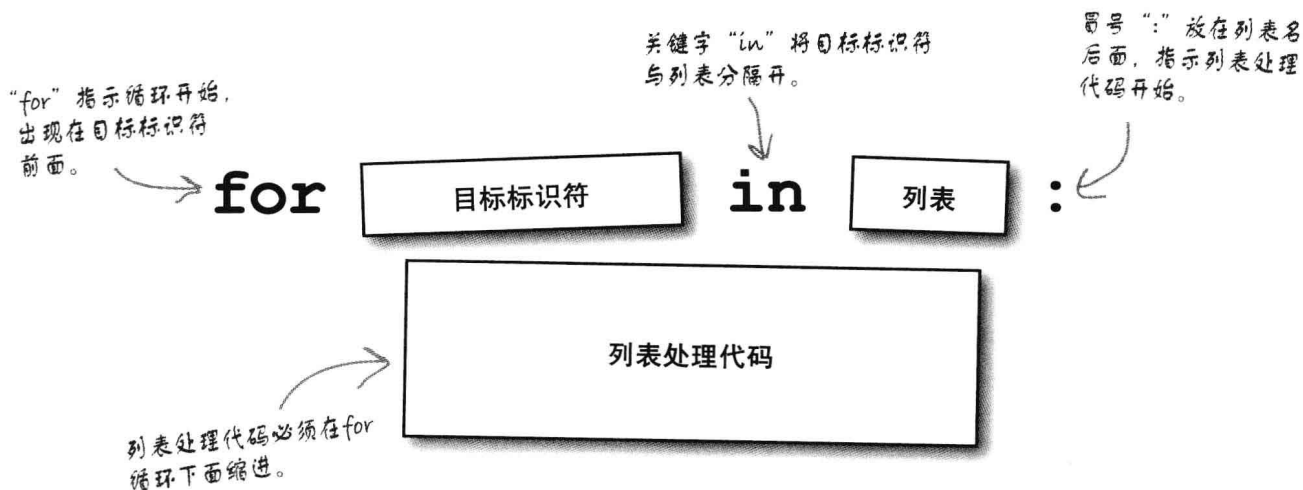 关键字“in”将目标标识符
与列表分隔开。
冒号“:”放在列表名
后面，指示列表处理
代码开始。
“for”指示循环开始，
出现在目标标识符
前面。
for 目标标识符 in 列表 :
列表处理代码
列表处理代码必须在for
循环下面缩进。